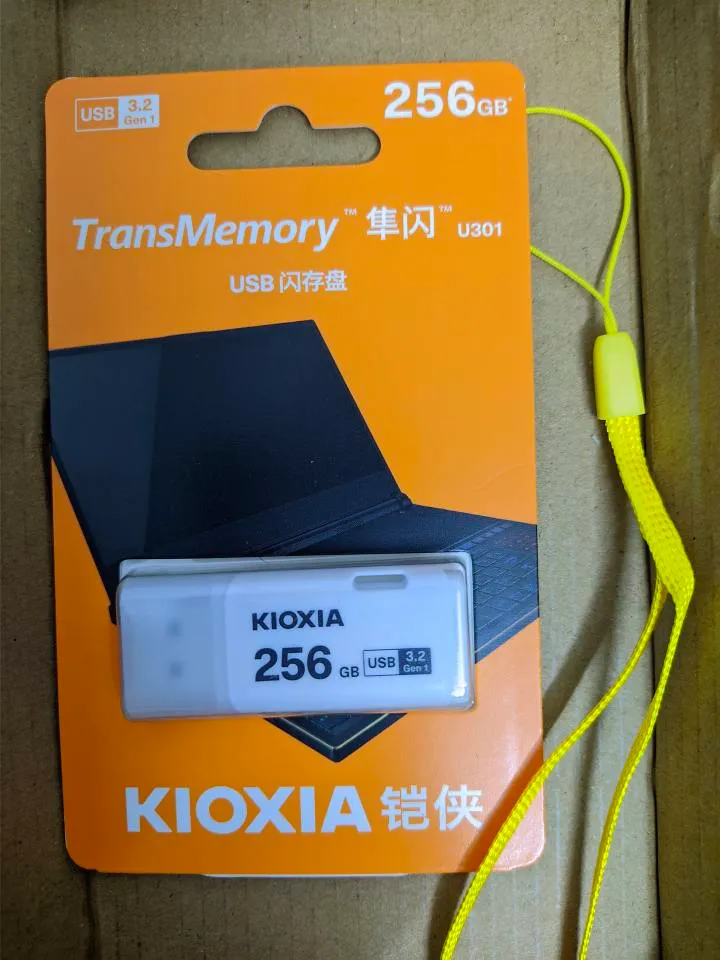 USB 3.2 Gen 1
256GB*
TransMemory™ 隼闪™ U301
USB 闪存盘
KIOXIA
256 GB USB 3.2 Gen 1
KIOXIA 铠侠